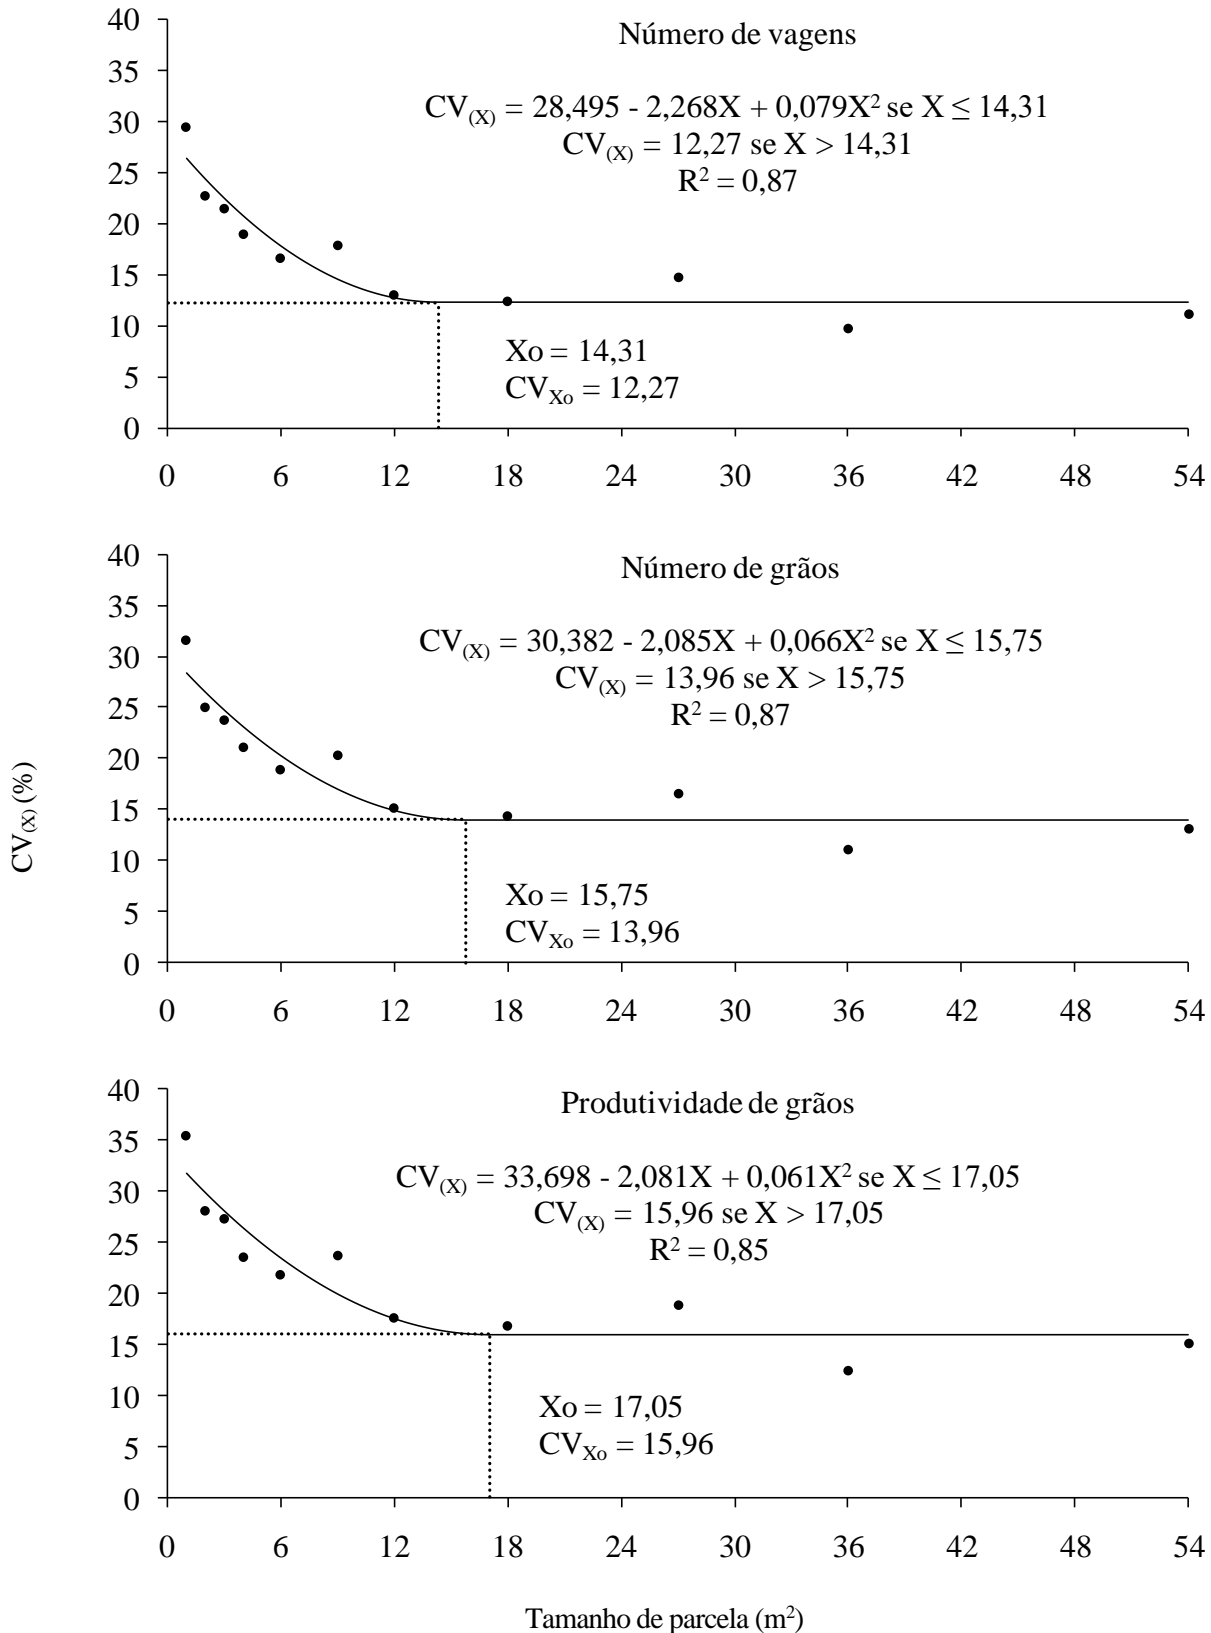 Número de vagens
CV(X) = 28,495 - 2,268X + 0,079X² se X ≤ 14,31
CV(X) = 12,27 se X > 14,31
R² = 0,87
Xo = 14,31
CVXo = 12,27
40
35
30
25
20
15
10
5
0
0 6 12 18 24 30 36 42 48 54
Número de grãos
CV(X) = 30,382 - 2,085X + 0,066X² se X ≤ 15,75
CV(X) = 13,96 se X > 15,75
R² = 0,87
Xo = 15,75
CVXo = 13,96
40
35
30
25
20
15
10
5
0
0 6 12 18 24 30 36 42 48 54
CV(X) (%)
Produtividade de grãos
CV(X) = 33,698 - 2,081X + 0,061X² se X ≤ 17,05
CV(X) = 15,96 se X > 17,05
R² = 0,85
Xo = 17,05
CVXo = 15,96
40
35
30
25
20
15
10
5
0
0 6 12 18 24 30 36 42 48 54
Tamanho de parcela (m²)